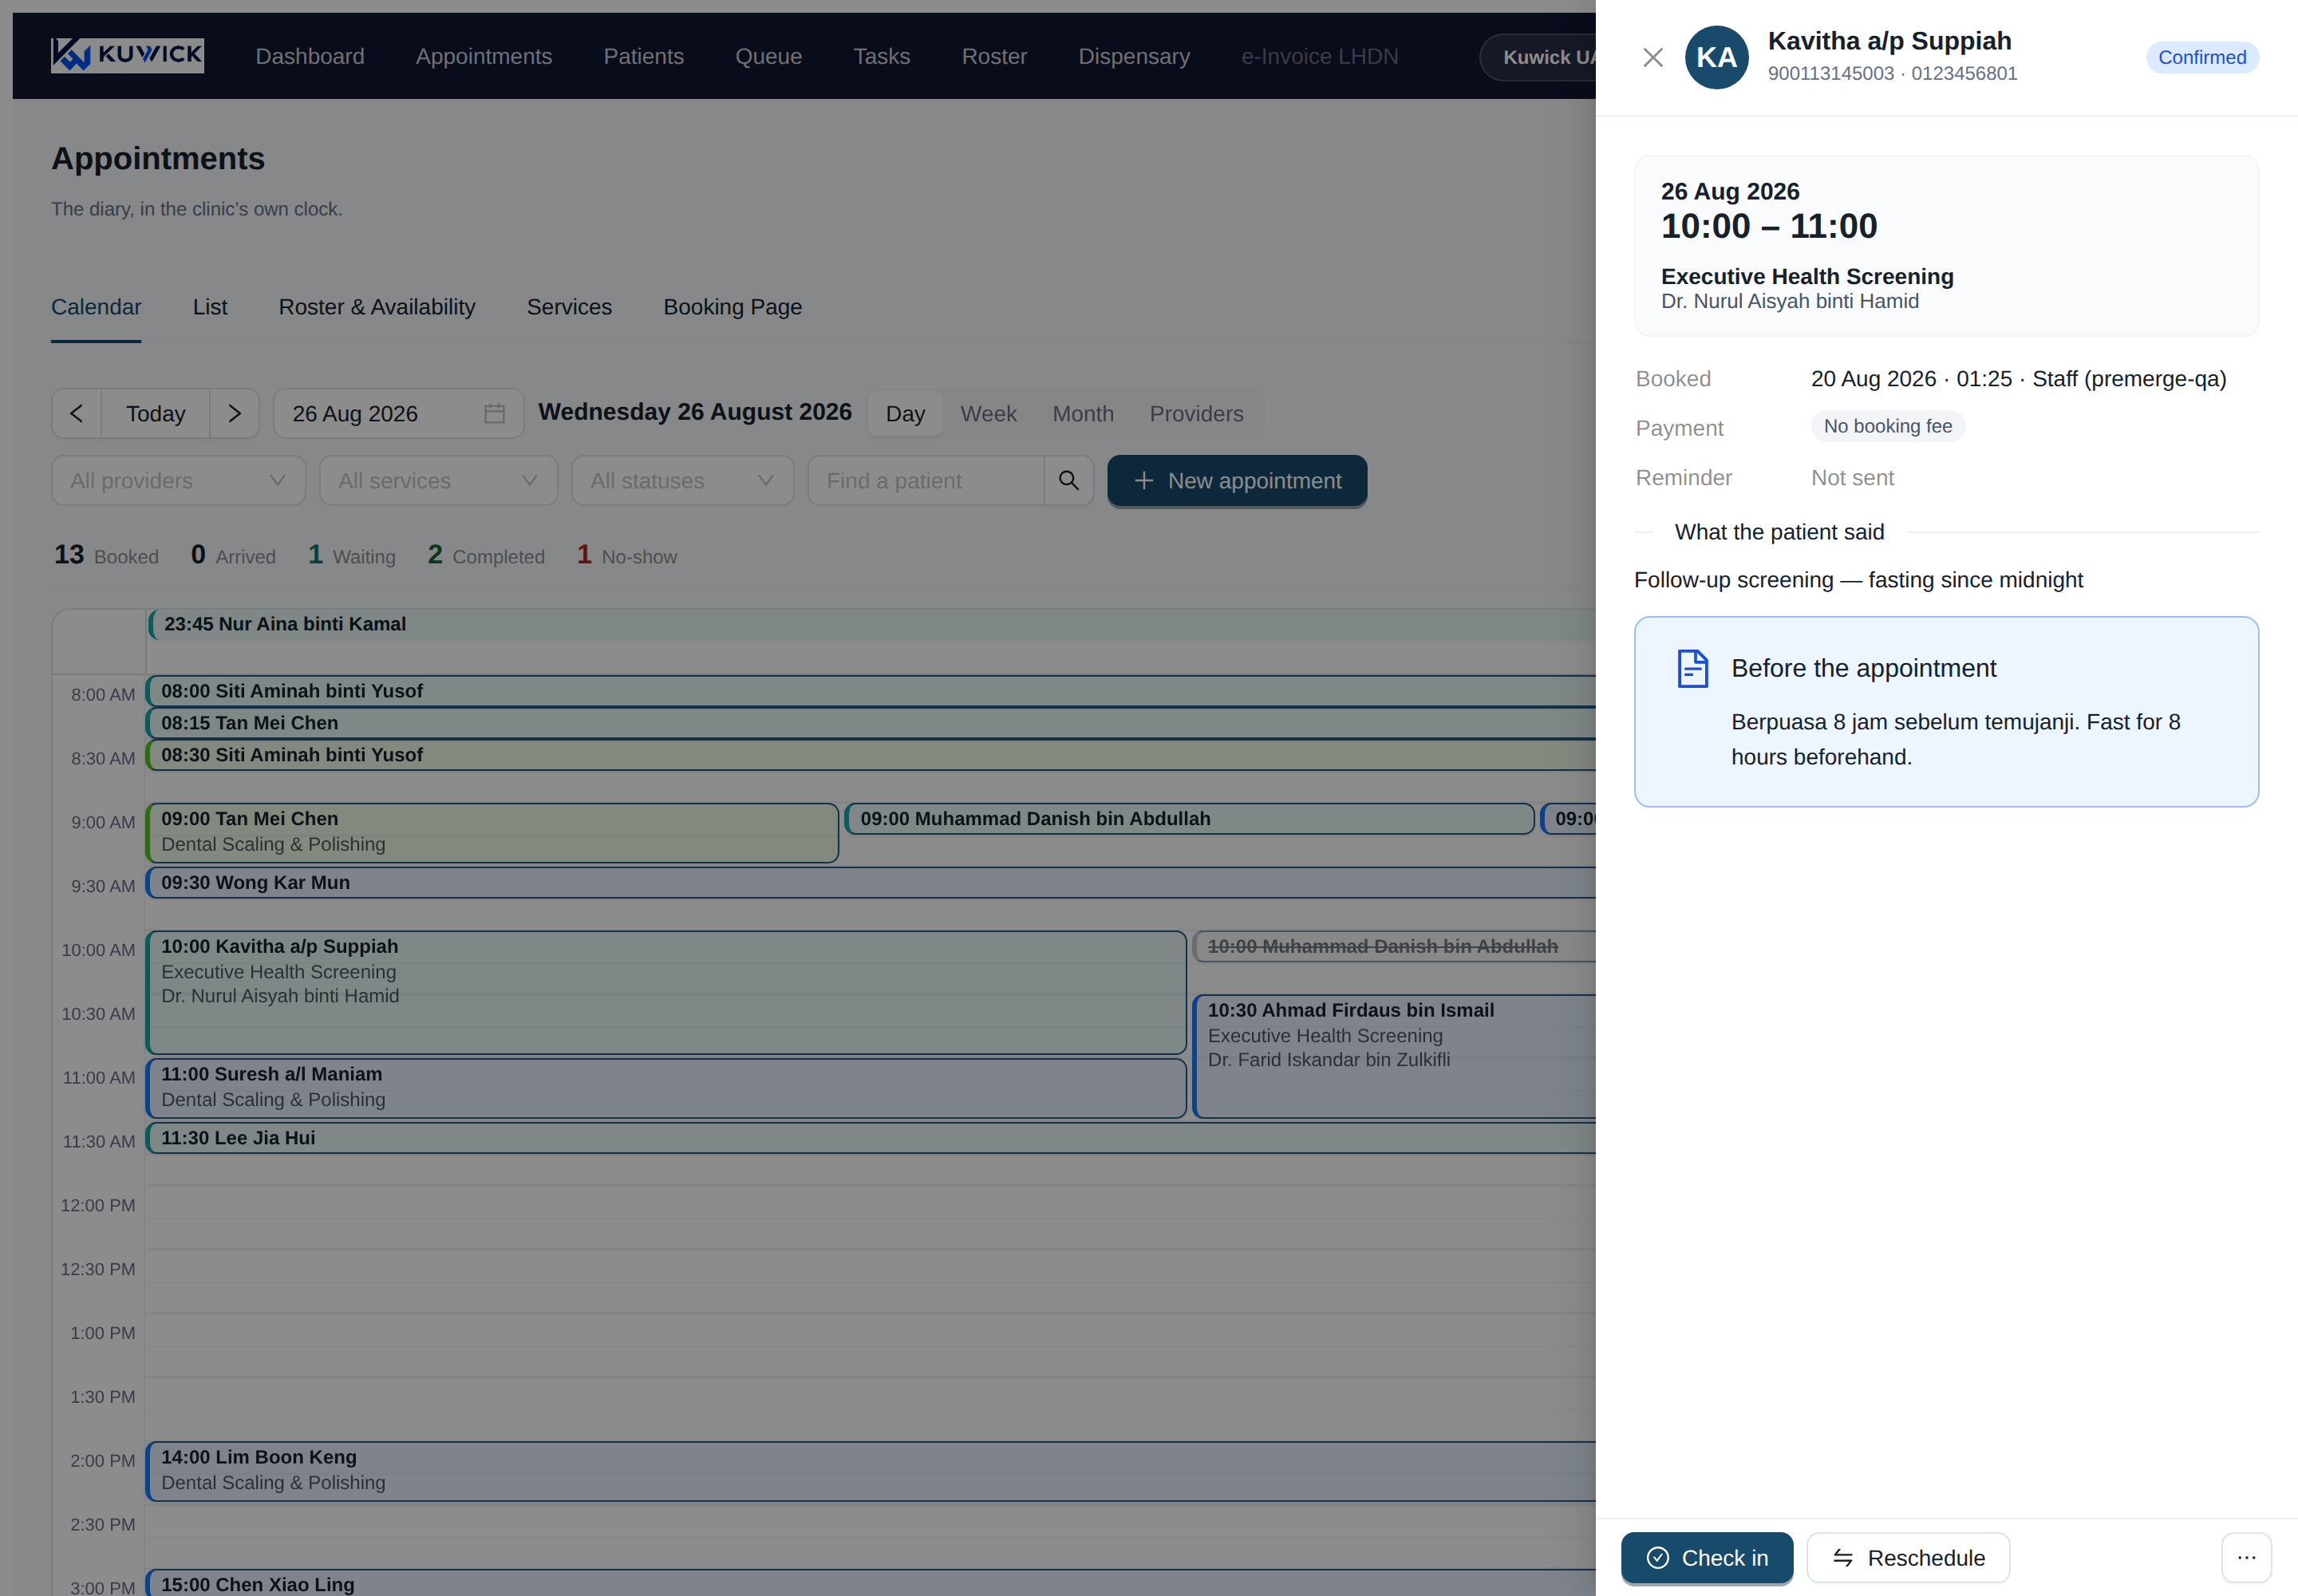 KUWICK
Dashboard
Appointments
Patients
Queue
Tasks
Roster
Dispensary
e-Invoice LHDN
Appointments
The diary, in the clinic's own clock.
Calendar
List
Roster & Availability
Services
Booking Page
Today
26 Aug 2026
Wednesday 26 August 2026
Day
Week
Month
Providers
All providers
All services
All statuses
Find a patient
New appointment
13 Booked
0 Arrived
1 Waiting
2 Completed
1 No-show
23:45 Nur Aina binti Kamal
8:00 AM
08:00 Siti Aminah binti Yusof
08:15 Tan Mei Chen
8:30 AM
08:30 Siti Aminah binti Yusof
9:00 AM
09:00 Tan Mei Chen
Dental Scaling & Polishing
09:00 Muhammad Danish bin Abdullah
9:30 AM
09:30 Wong Kar Mun
10:00 AM
10:00 Kavitha a/p Suppiah
Executive Health Screening
Dr. Nurul Aisyah binti Hamid
10:00 Muhammad Danish bin Abdullah
10:30 AM
10:30 Ahmad Firdaus bin Ismail
Executive Health Screening
Dr. Farid Iskandar bin Zulkifli
11:00 AM
11:00 Suresh a/l Maniam
Dental Scaling & Polishing
11:30 AM
11:30 Lee Jia Hui
12:00 PM
12:30 PM
1:00 PM
1:30 PM
2:00 PM
14:00 Lim Boon Keng
Dental Scaling & Polishing
2:30 PM
3:00 PM
15:00 Chen Xiao Ling
Kuwick
KA
Kavitha a/p Suppiah
900113145003 · 0123456801
Confirmed
26 Aug 2026
10:00 – 11:00
Executive Health Screening
Dr. Nurul Aisyah binti Hamid
Booked 20 Aug 2026 · 01:25 · Staff (premerge-qa)
Payment No booking fee
Reminder Not sent
What the patient said
Follow-up screening — fasting since midnight
Before the appointment
Berpuasa 8 jam sebelum temujanji. Fast for 8
hours beforehand.
Check in
Reschedule